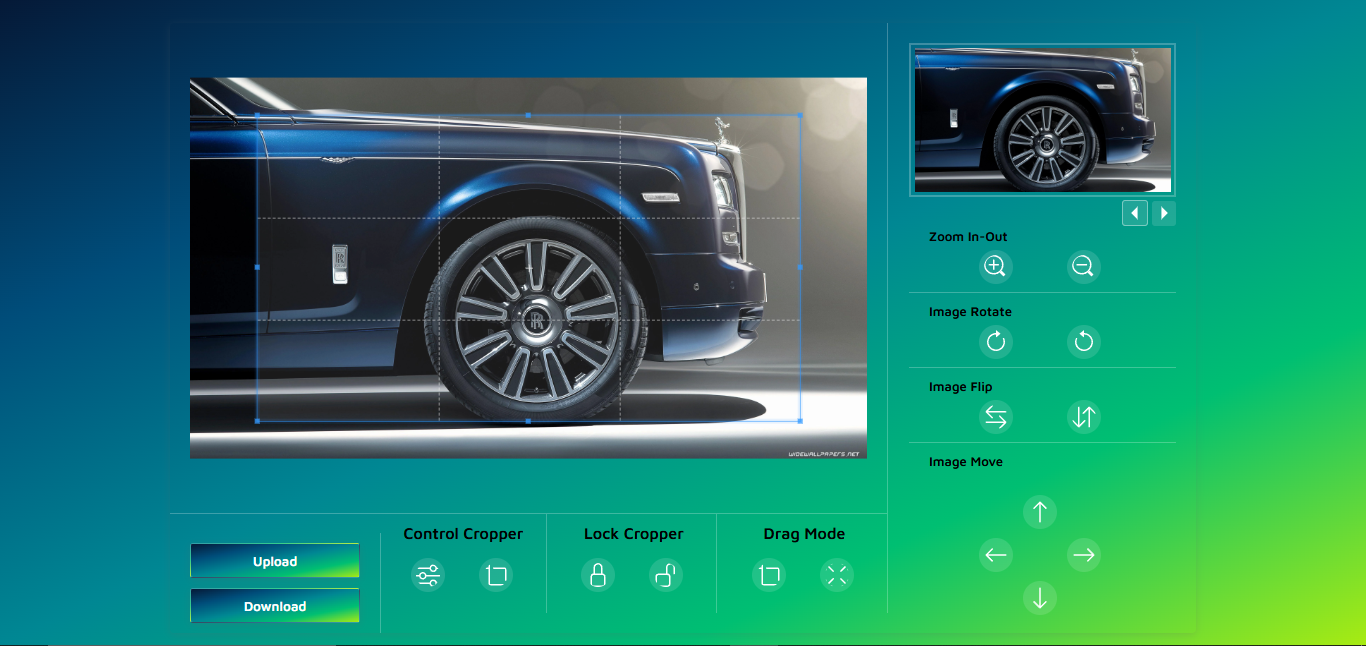 Zoom In-Out
Image Rotate
Image Flip
Image Move
WIDEWALLPAPERS.NET
Control Cropper
Lock Cropper
Drag Mode
Upload
Download